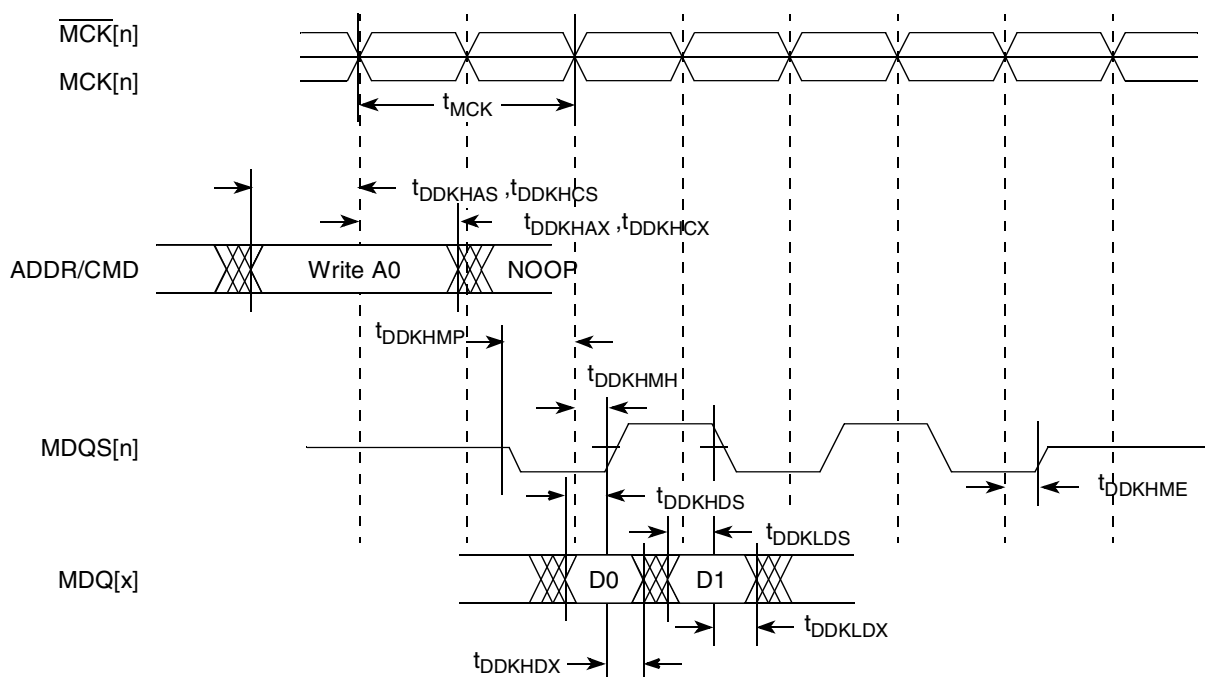 MCK[n]
MCK[n]
tMCK
tDDKHAS ,tDDKHCS
tDDKHAX ,tDDKHCX
ADDR/CMD
Write A0
NOOP
tDDKHMP
tDDKHMH
MDQS[n]
tDDKHME
tDDKHDS
tDDKLDS
MDQ[x]
D0
D1
tDDKLDX
tDDKHDX